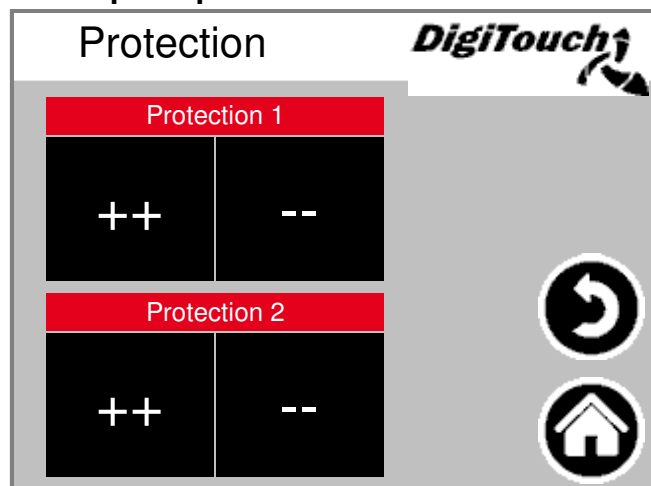 Protection
DigiTouch
Protection 1
++
--
Protection 2
++
--